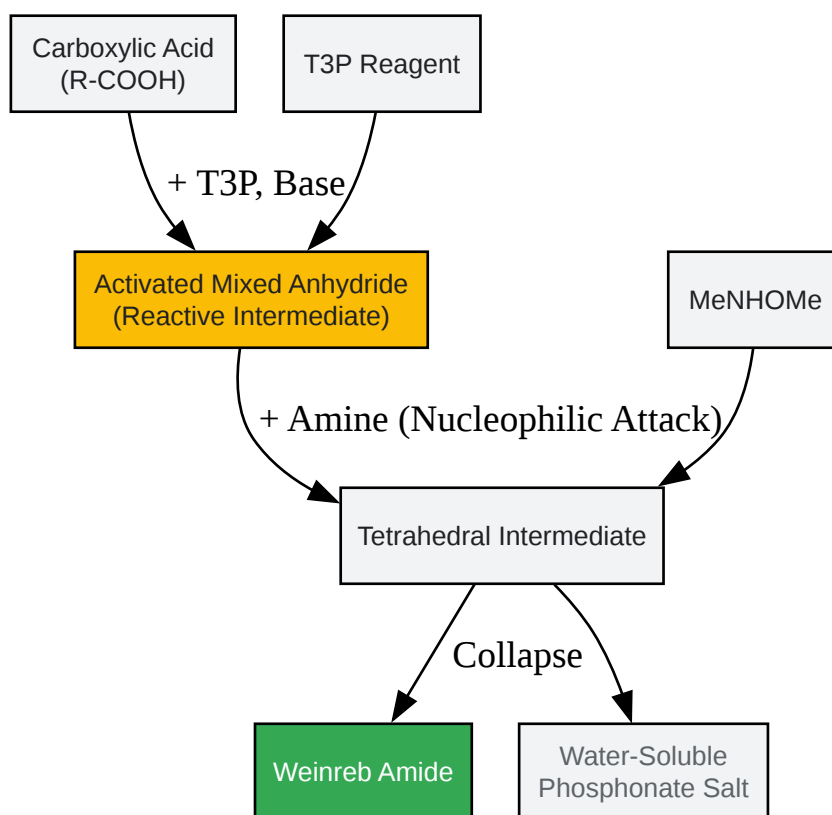 Carboxylic Acid
(R-COOH)
T3P Reagent
+ T3P, Base
Activated Mixed Anhydride
(Reactive Intermediate)
MeNHOMe
+ Amine (Nucleophilic Attack)
Tetrahedral Intermediate
Collapse
Weinreb Amide
Water-Soluble
Phosphonate Salt